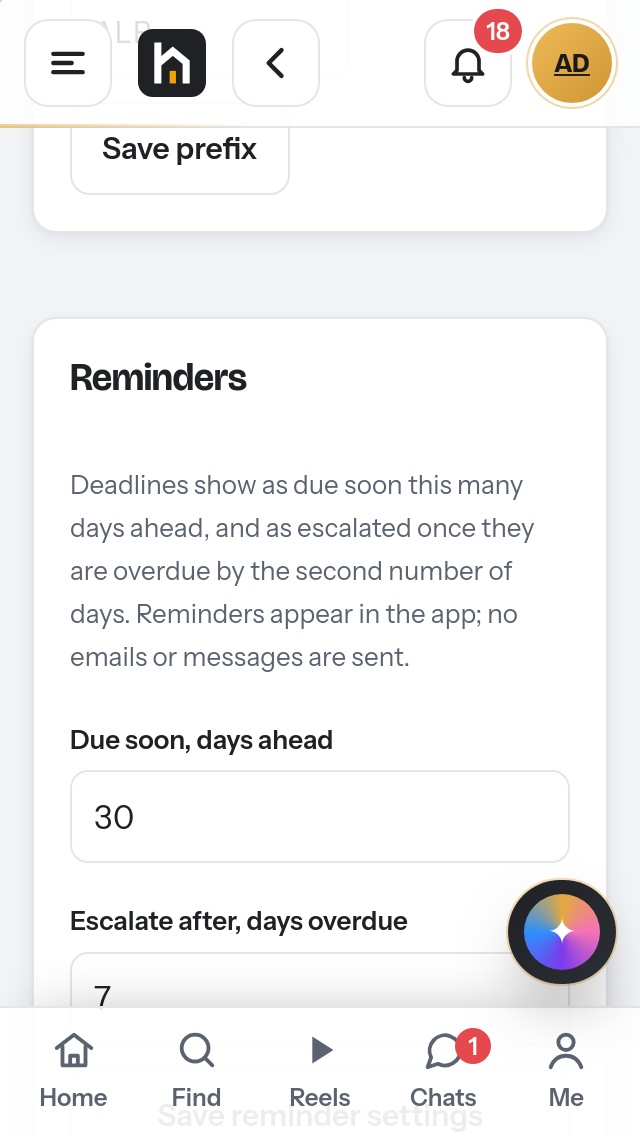 ALP
18
AD
Save prefix
Reminders
Deadlines show as due soon this many
days ahead, and as escalated once they
are overdue by the second number of
days. Reminders appear in the app; no
emails or messages are sent.
Due soon, days ahead
30
Escalate after, days overdue
7
1
Home
Find
Reels
Chats
Me
Save reminder settings